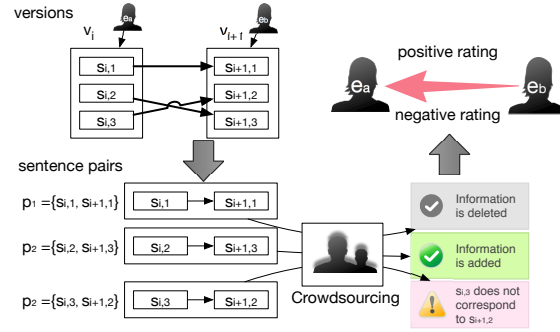 versions
eₐ
e_b
vᵢ
vᵢ₊₁
sᵢ,₁
sᵢ₊₁,₁
sᵢ,₂
sᵢ₊₁,₂
sᵢ,₃
sᵢ₊₁,₃
positive rating
eₐ
e_b
negative rating
sentence pairs
p₁ ={sᵢ,₁, sᵢ₊₁,₁}
sᵢ,₁
sᵢ₊₁,₁
p₂ ={sᵢ,₂, sᵢ₊₁,₃}
sᵢ,₂
sᵢ₊₁,₃
p₂ ={sᵢ,₃, sᵢ₊₁,₂}
sᵢ,₃
sᵢ₊₁,₂
Crowdsourcing
Information
is deleted
Information
is added
sᵢ,₃ does not
correspond
to sᵢ₊₁,₂